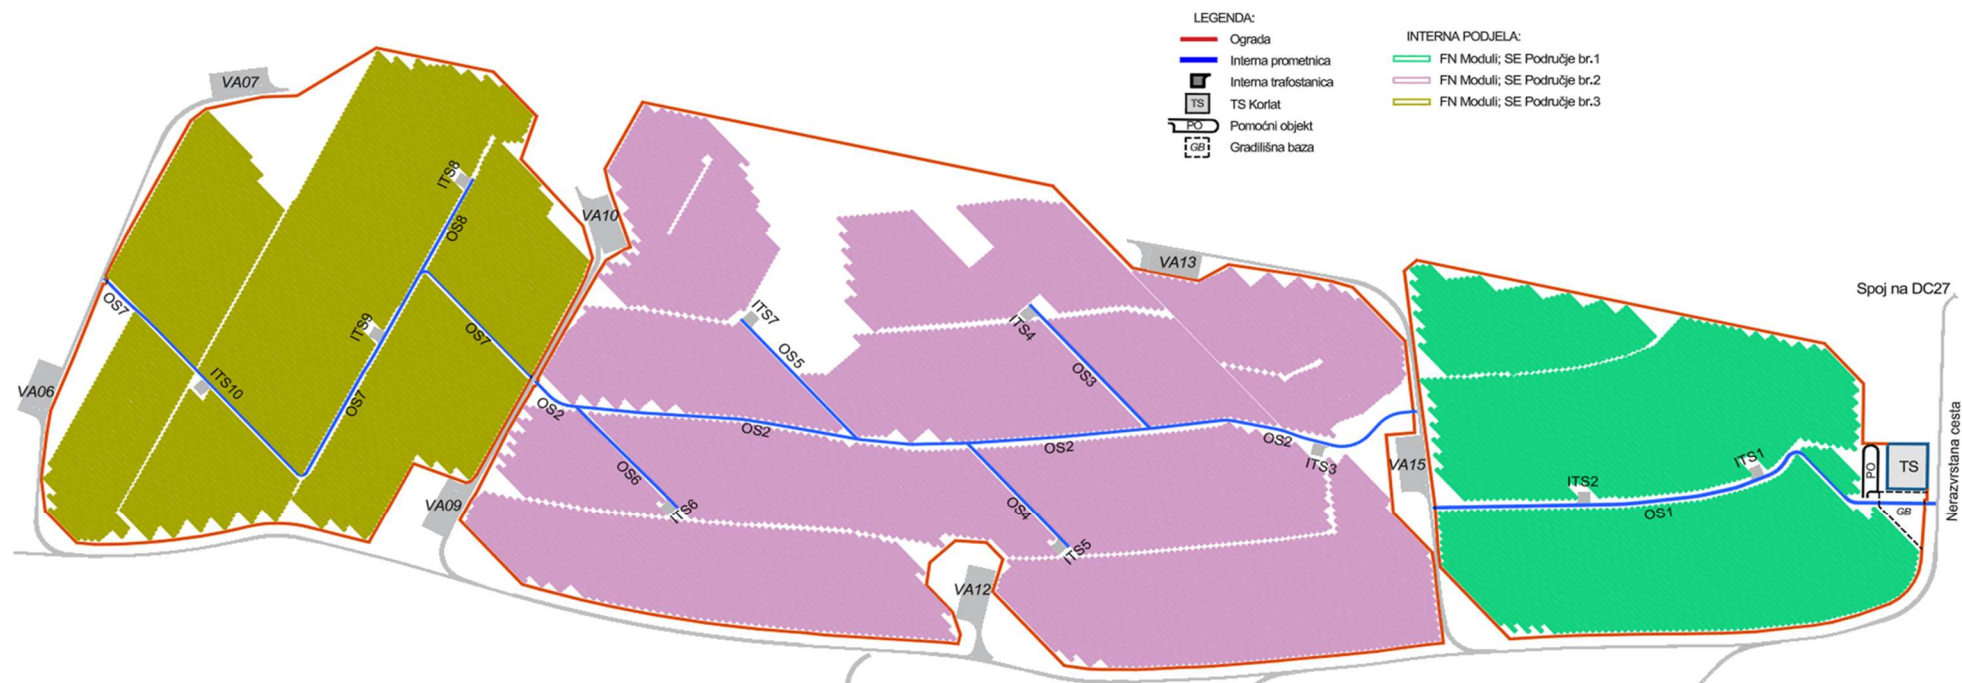 LEGENDA:
Ograda
Interna prometnica
Interna trafostanica
TS
TS Korlat
PO
Pomoćni objekt
GB
Gradilišna baza
INTERNA PODJELA:
FN Moduli; SE Područje br.1
FN Moduli; SE Područje br.2
FN Moduli; SE Područje br.3
VA07
ITS8
OS8
VA10
VA13
Spoj na DC27
OS7
ITS9
OS7
ITS7
ITS4
OS5
OS3
VA06
ITS10
OS7
OS2
OS2
OS2
OS2
ITS3
VA15
ITS1
PO
TS
Nerazvrstana cesta
ITS2
OS1
GB
OS6
ITS6
VA09
OS4
ITS5
VA12